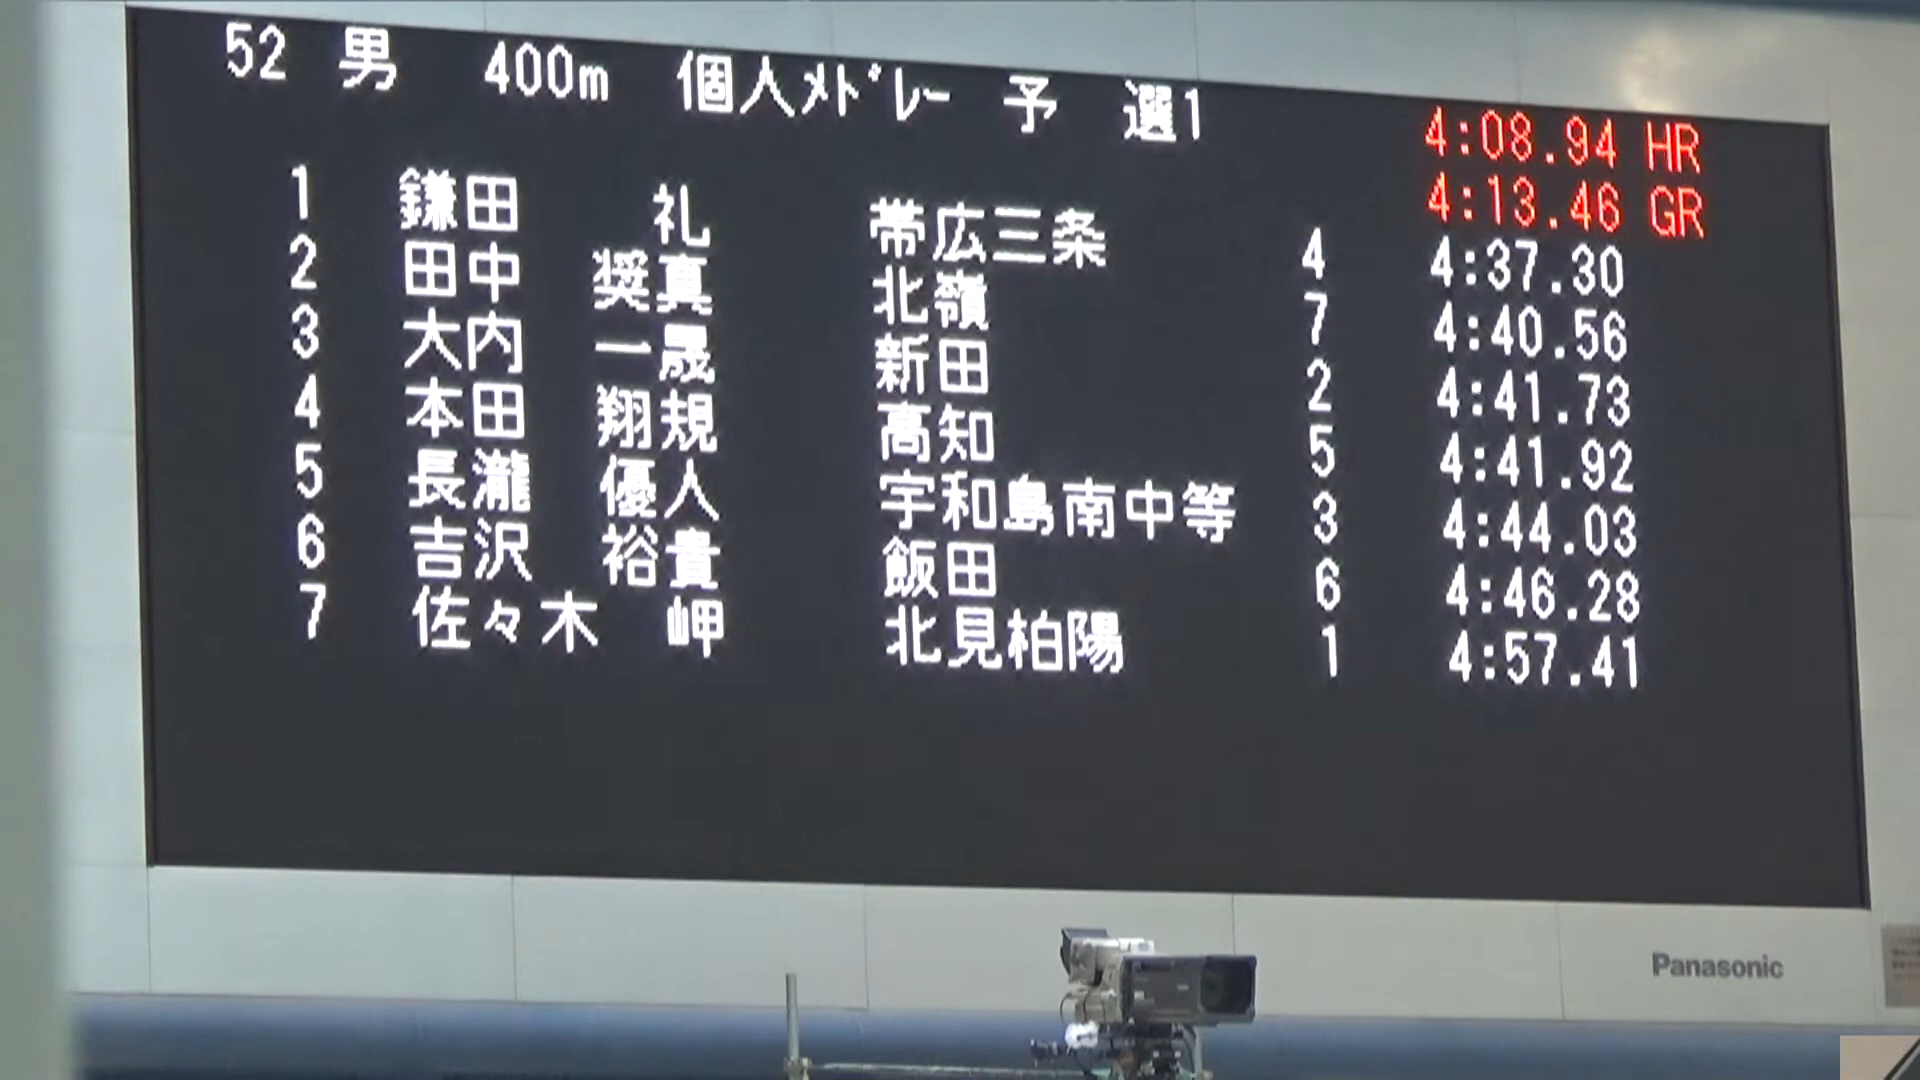 52 男 400m 個人ﾒﾄﾞﾚｰ 予 選1
4:08.94 HR
4:13.46 GR
1 鎌田 礼 帯広三条 4 4:37.30
2 田中 奨真 北嶺 7 4:40.56
3 大内 一晟 新田 2 4:41.73
4 本田 翔規 高知 5 4:41.92
5 長瀧 優人 宇和島南中等 3 4:44.03
6 吉沢 裕貴 飯田 6 4:46.28
7 佐々木 岬 北見柏陽 1 4:57.41
Panasonic